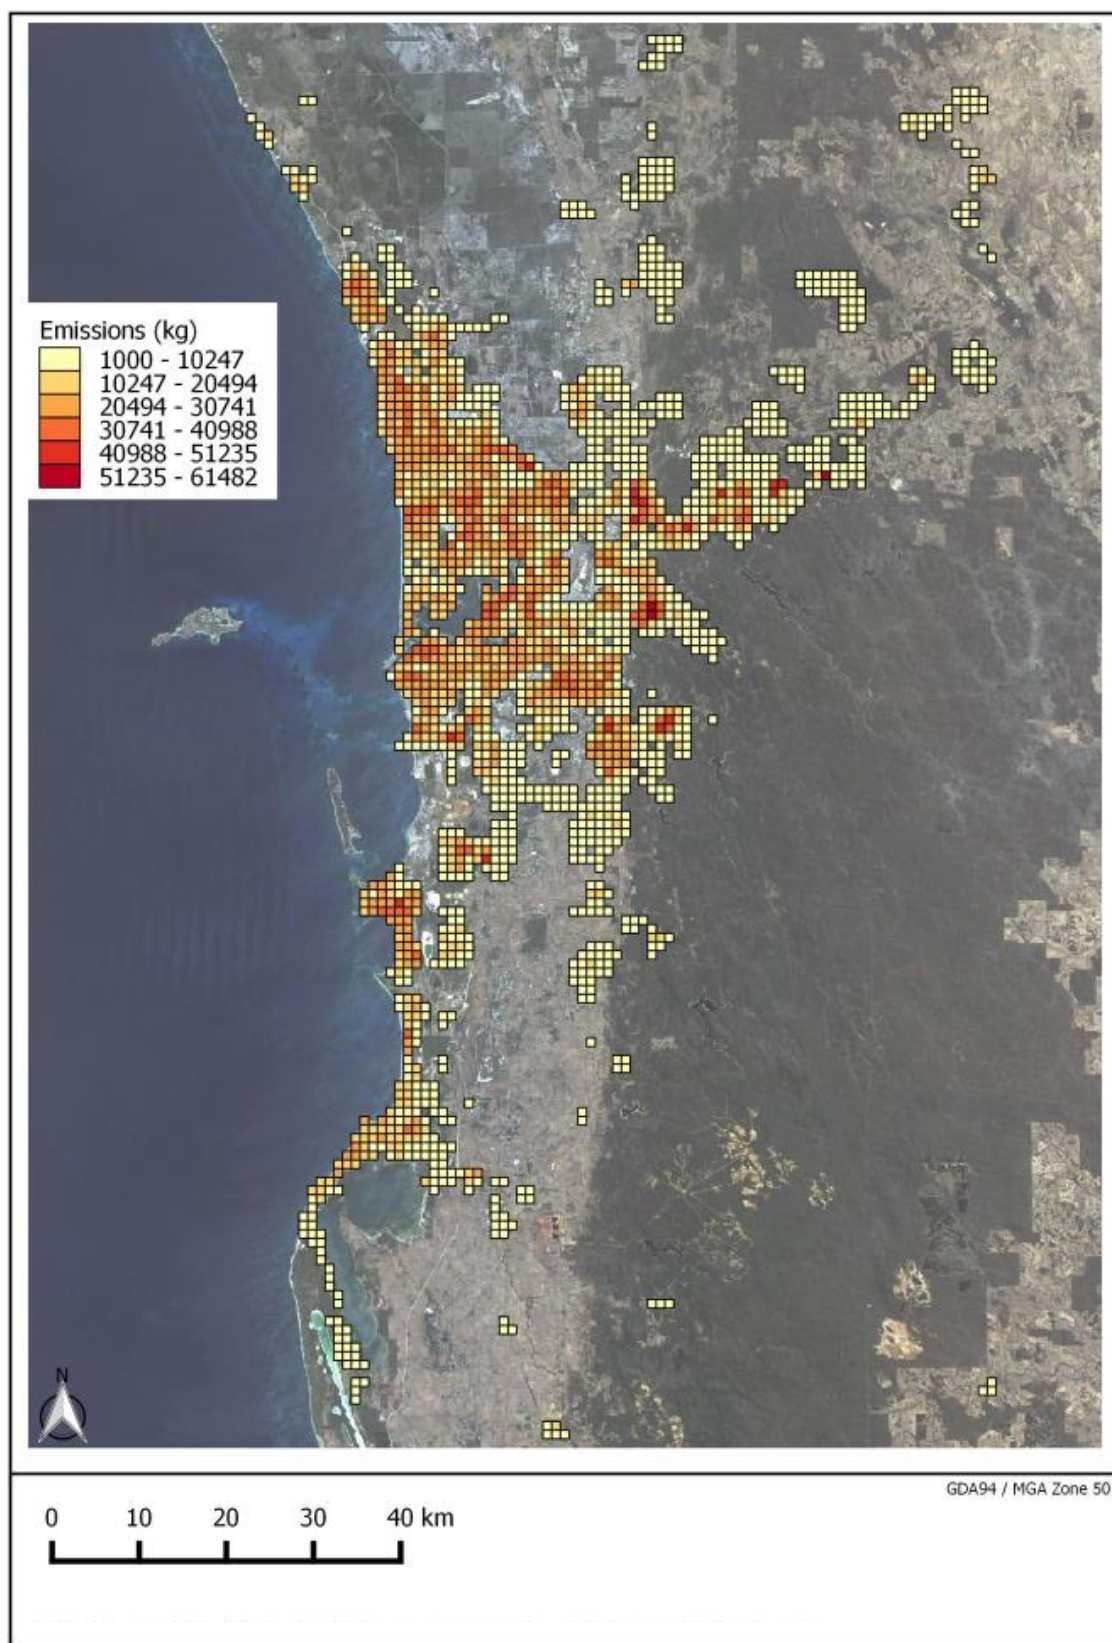 Emissions (kg)
1000 - 10247
10247 - 20494
20494 - 30741
30741 - 40988
40988 - 51235
51235 - 61482
N
GDA94 / MGA Zone 50
0 10 20 30 40 km